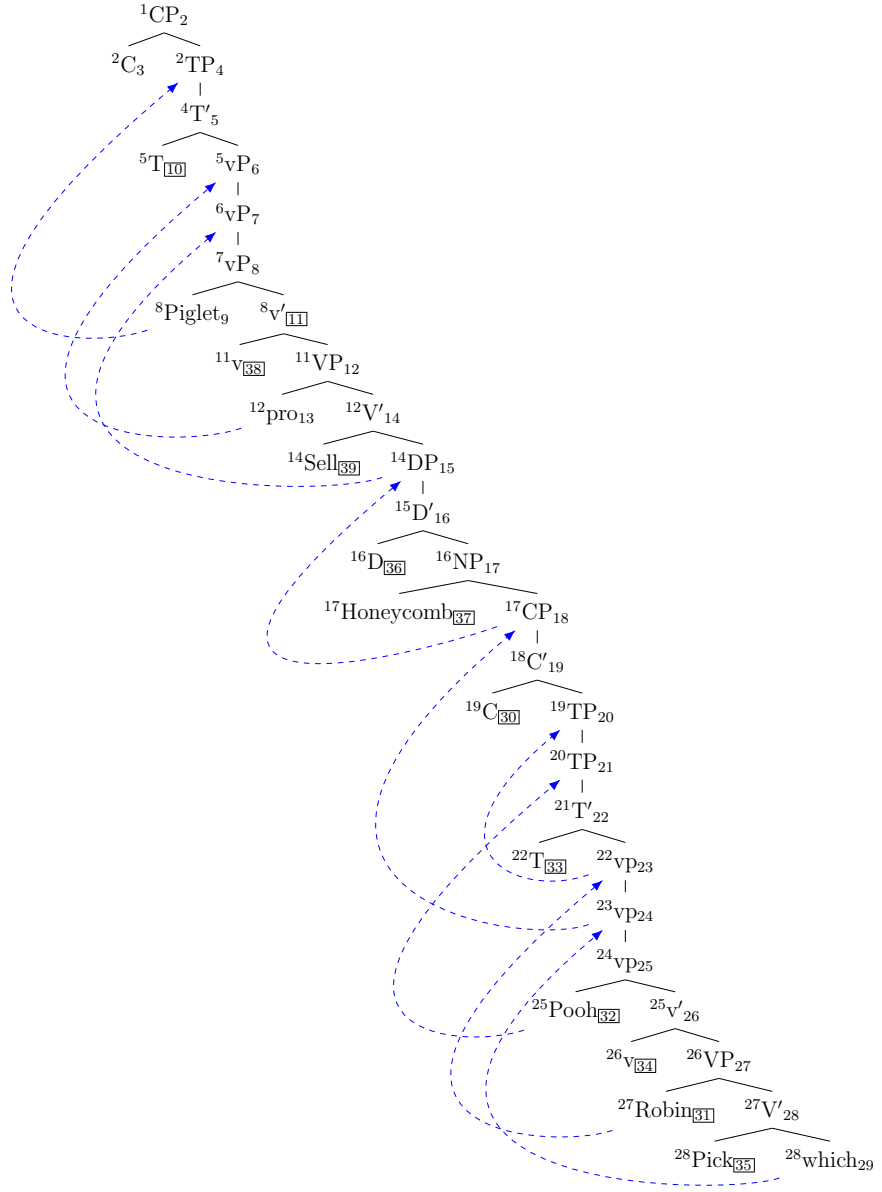 ¹CP₂
²C₃ ²TP₄
⁴T′₅
⁵T₁₀ ⁵vP₆
⁶vP₇
⁷vP₈
⁸Piglet₉ ⁸v′₁₁
¹¹v₃₈ ¹¹VP₁₂
¹²pro₁₃ ¹²V′₁₄
¹⁴Sell₃₉ ¹⁴DP₁₅
¹⁵D′₁₆
¹⁶D₃₆ ¹⁶NP₁₇
¹⁷Honeycomb₃₇ ¹⁷CP₁₈
¹⁸C′₁₉
¹⁹C₃₀ ¹⁹TP₂₀
²⁰TP₂₁
²¹T′₂₂
²²T₃₃ ²²vp₂₃
²³vp₂₄
²⁴vp₂₅
²⁵Pooh₃₂ ²⁵v′₂₆
²⁶v₃₄ ²⁶VP₂₇
²⁷Robin₃₁ ²⁷V′₂₈
²⁸Pick₃₅ ²⁸which₂₉